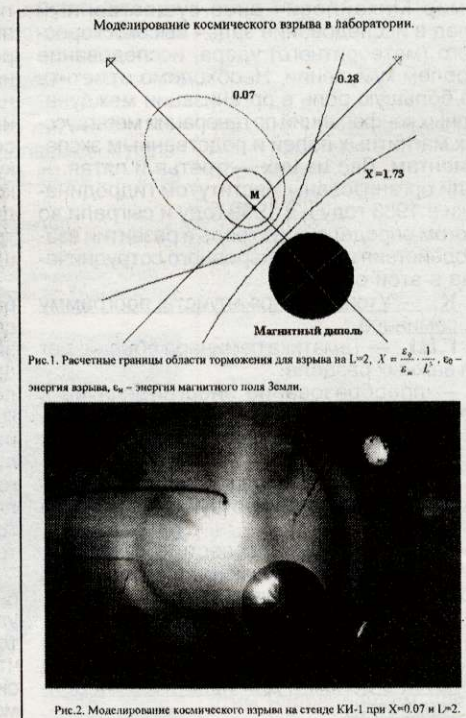 Моделирование космического взрыва в лаборатории.
0.07
0.28
X =1.73
M
Магнитный диполь
Рис.1. Расчетные границы области торможения для взрыва на L=2, X = ε₀/εₘ · 1/L³, ε₀ –
энергия взрыва, εₘ – энергия магнитного поля Земли.
Рис.2. Моделирование космического взрыва на стенде КИ-1 при X=0.07 и L=2.